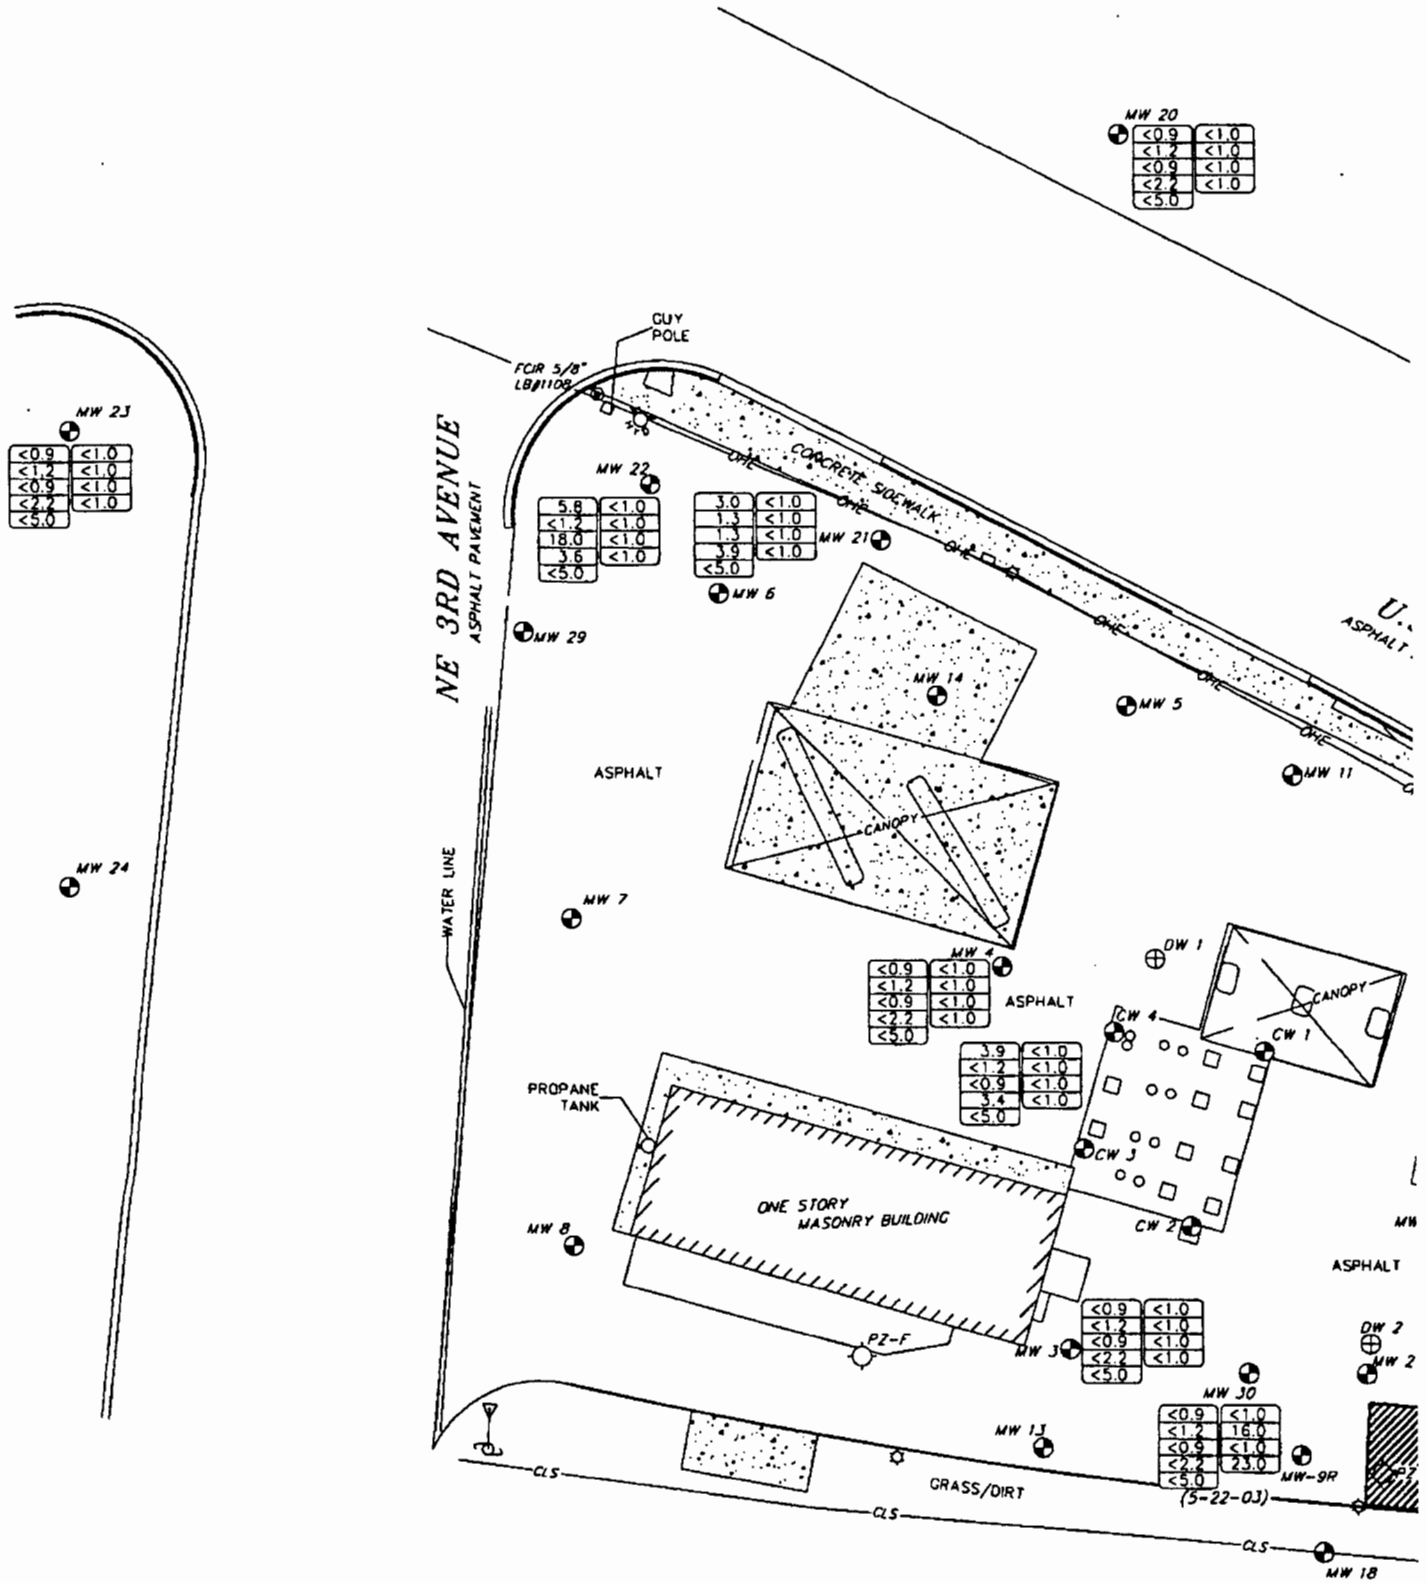 MW 20
<0.9 <1.0
<1.2 <1.0
<0.9 <1.0
<2.2 <1.0
<5.0
GUY
POLE
FCIR 5/8"
LB#1108
MW 23
<0.9 <1.0
<1.2 <1.0
<0.9 <1.0
<2.2 <1.0
<5.0
NE 3RD AVENUE
ASPHALT PAVEMENT
OHE
CONCRETE SIDEWALK
OHE
OHE
OHE
OHE
OHE
MW 22
5.8 <1.0
<1.2 <1.0
18.0 <1.0
3.6 <1.0
<5.0
3.0 <1.0
1.3 <1.0
1.3 <1.0
3.9 <1.0
<5.0
MW 21
MW 6
MW 29
U.
ASPHALT
MW 14
MW 5
MW 11
ASPHALT
CANOPY
MW 24
WATER LINE
MW 7
MW 4
<0.9 <1.0
<1.2 <1.0
<0.9 <1.0
<2.2 <1.0
<5.0
ASPHALT
DW 1
CANOPY
CW 4
CW 1
3.9 <1.0
<1.2 <1.0
<0.9 <1.0
3.4 <1.0
<5.0
PROPANE
TANK
CW 3
ONE STORY
MASONRY BUILDING
CW 2
MW
MW 8
ASPHALT
PZ-F
MW 3
<0.9 <1.0
<1.2 <1.0
<0.9 <1.0
<2.2 <1.0
<5.0
DW 2
MW 2
MW 30
<0.9 <1.0
<1.2 16.0
<0.9 <1.0
<2.2 23.0
<5.0
(5-22-03)
MW 13
MW-9R
PZ
GRASS/DIRT
CLS
CLS
CLS
MW 18